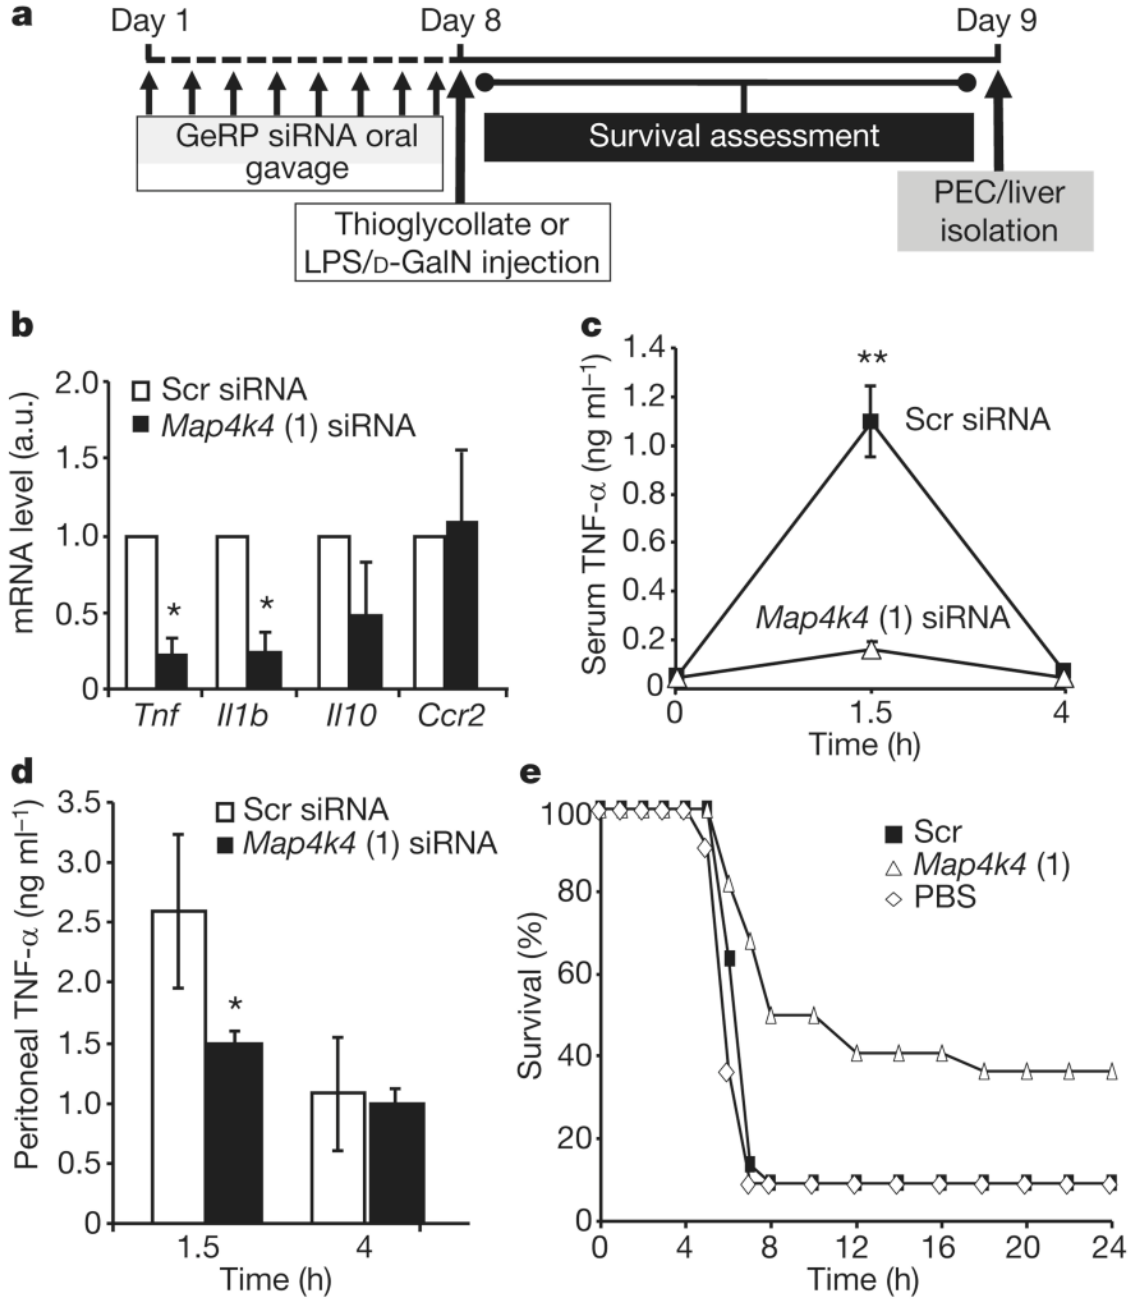 a
Day 1
Day 8
Day 9
GeRP siRNA oral
gavage
Survival assessment
Thioglycollate or
LPS/D-GalN injection
PEC/liver
isolation
b
mRNA level (a.u.)
2.0
1.5
1.0
0.5
0
Scr siRNA
Map4k4 (1) siRNA
*
*
Tnf
Il1b
Il10
Ccr2
c
Serum TNF-α (ng ml⁻¹)
1.4
1.2
1.0
0.8
0.6
0.4
0.2
0
**
Scr siRNA
Map4k4 (1) siRNA
0
1.5
4
Time (h)
d
Peritoneal TNF-α (ng ml⁻¹)
3.5
3.0
2.5
2.0
1.5
1.0
0.5
0
Scr siRNA
Map4k4 (1) siRNA
*
1.5
4
Time (h)
e
Survival (%)
100
80
60
40
20
0
Scr
Map4k4 (1)
PBS
0
4
8
12
16
20
24
Time (h)